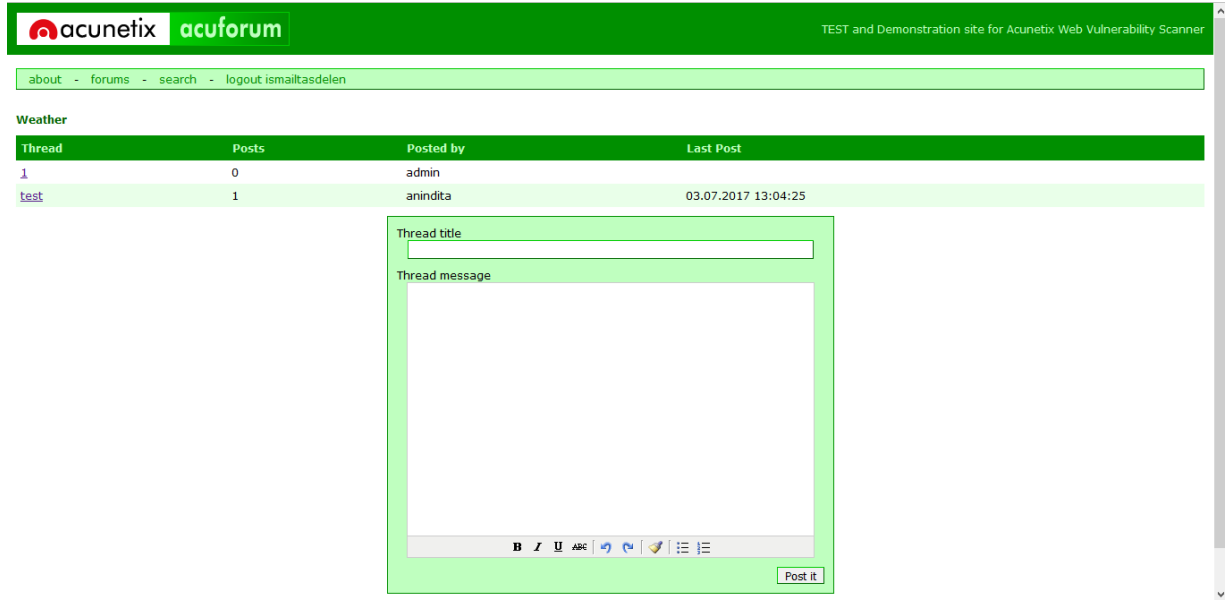 acunetix acuforum TEST and Demonstration site for Acunetix Web Vulnerability Scanner
about - forums - search - logout ismailtasdelen
Weather
Thread Posts Posted by Last Post
1 0 admin
test 1 anindita 03.07.2017 13:04:25
Thread title
Thread message
B I U ABC
Post it